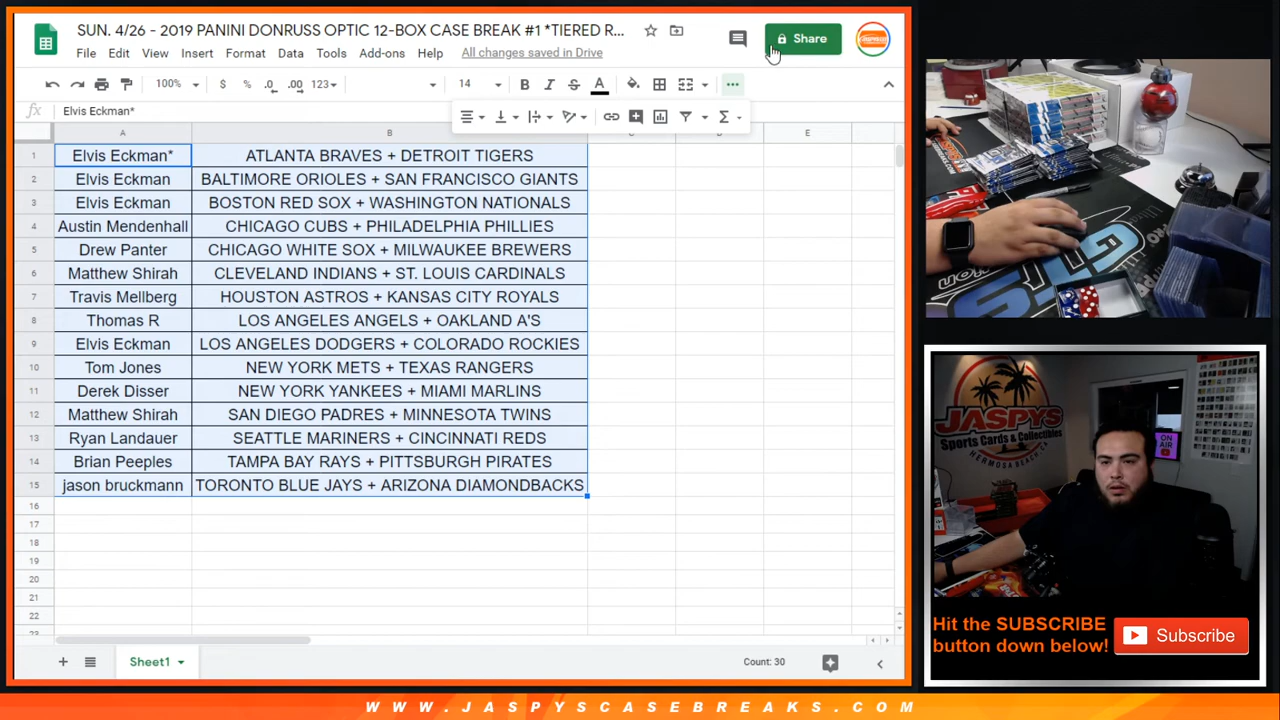 SUN. 4/26 - 2019 PANINI DONRUSS OPTIC 12-BOX CASE BREAK #1 *TIERED R...
Share
File Edit View Insert Format Data Tools Add-ons Help All changes saved in Drive
100% $ % .0 .00 123 14 B I S A
fx Elvis Eckman*
A B C D E
1 Elvis Eckman* ATLANTA BRAVES + DETROIT TIGERS
2 Elvis Eckman BALTIMORE ORIOLES + SAN FRANCISCO GIANTS
3 Elvis Eckman BOSTON RED SOX + WASHINGTON NATIONALS
4 Austin Mendenhall CHICAGO CUBS + PHILADELPHIA PHILLIES
5 Drew Panter CHICAGO WHITE SOX + MILWAUKEE BREWERS
6 Matthew Shirah CLEVELAND INDIANS + ST. LOUIS CARDINALS
7 Travis Mellberg HOUSTON ASTROS + KANSAS CITY ROYALS
8 Thomas R LOS ANGELES ANGELS + OAKLAND A'S
9 Elvis Eckman LOS ANGELES DODGERS + COLORADO ROCKIES
10 Tom Jones NEW YORK METS + TEXAS RANGERS
11 Derek Disser NEW YORK YANKEES + MIAMI MARLINS
12 Matthew Shirah SAN DIEGO PADRES + MINNESOTA TWINS
13 Ryan Landauer SEATTLE MARINERS + CINCINNATI REDS
14 Brian Peeples TAMPA BAY RAYS + PITTSBURGH PIRATES
15 jason bruckmann TORONTO BLUE JAYS + ARIZONA DIAMONDBACKS
16
17
18
19
20
21
22
23
Sheet1
Count: 30
JASPYS
Sports Cards & Collectibles
HERMOSA BEACH, CA
ON AIR
Hit the SUBSCRIBE
button down below!
Subscribe
WWW.JASPYSCASEBREAKS.COM